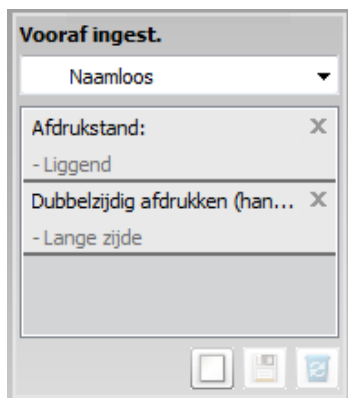 Vooraf ingest.
Naamloos
Afdrukstand:
- Liggend
Dubbelzijdig afdrukken (han...
- Lange zijde